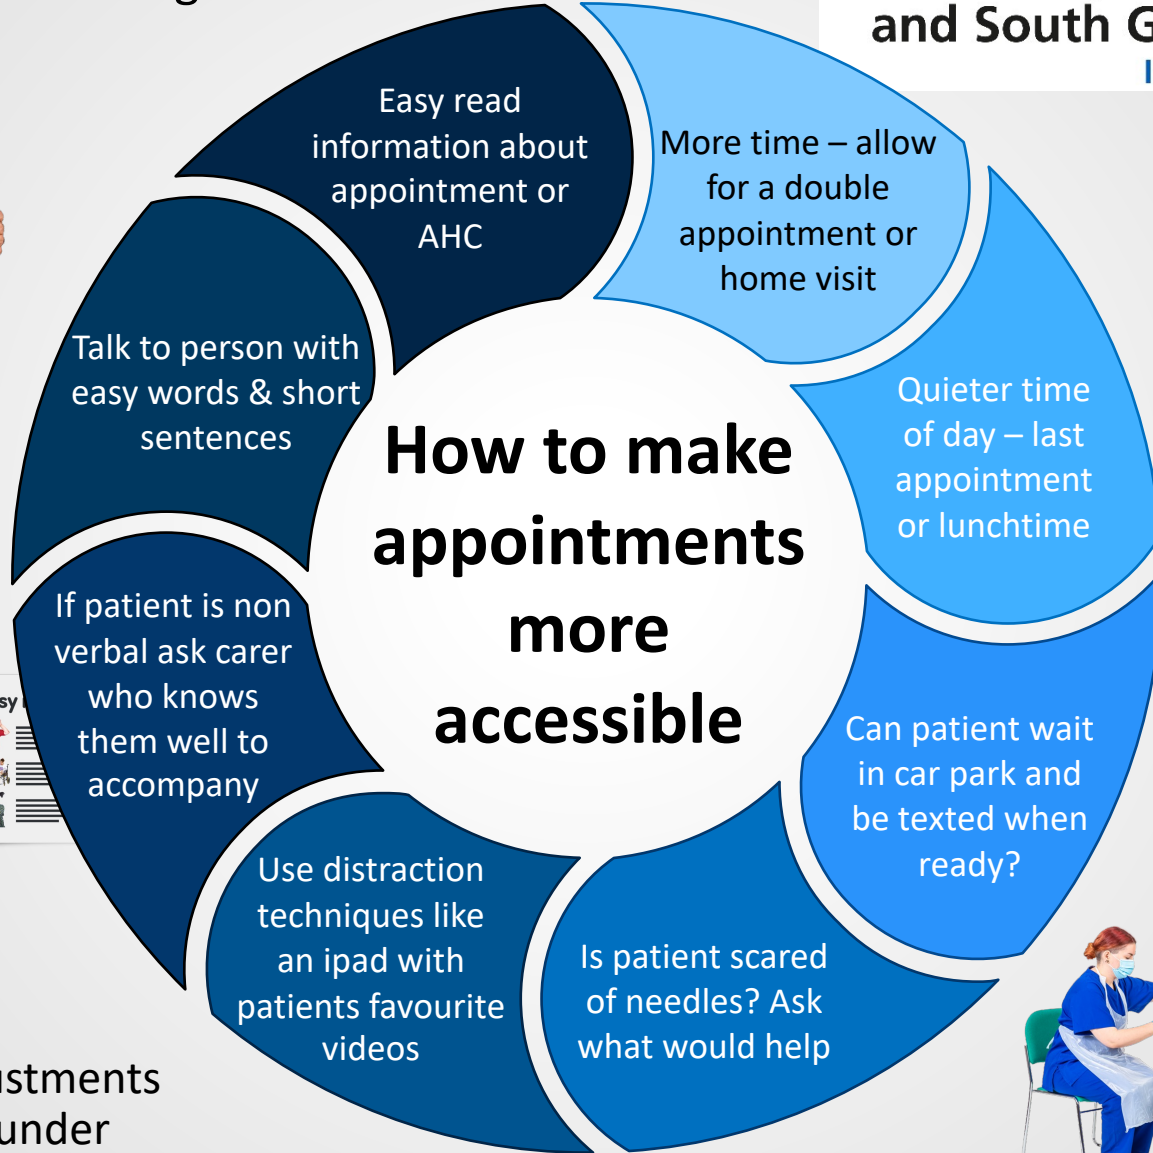 and South G
Easy read
information about
appointment or
AHC
More time – allow
for a double
appointment or
home visit
Quieter time
of day – last
appointment
or lunchtime
Can patient wait
in car park and
be texted when
ready?
Is patient scared
of needles? Ask
what would help
Use distraction
techniques like
an ipad with
patients favourite
videos
If patient is non
verbal ask carer
who knows
them well to
accompany
Talk to person with
easy words & short
sentences
How to make
appointments
more
accessible
sy
ustments
under